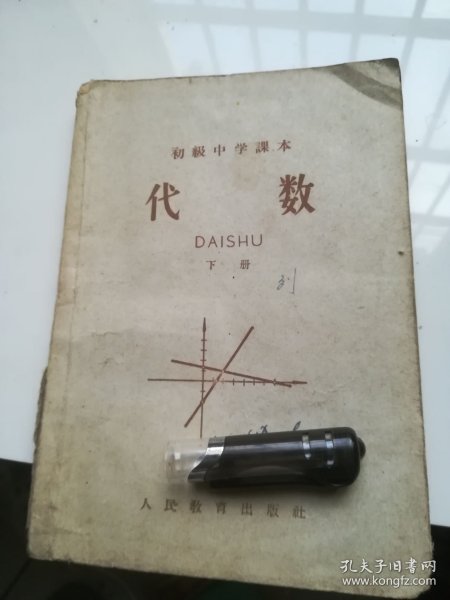 初級中学課本
代数
DAISHU
下册
刘
人民教育出版社
孔夫子旧书网
www.kongfz.com